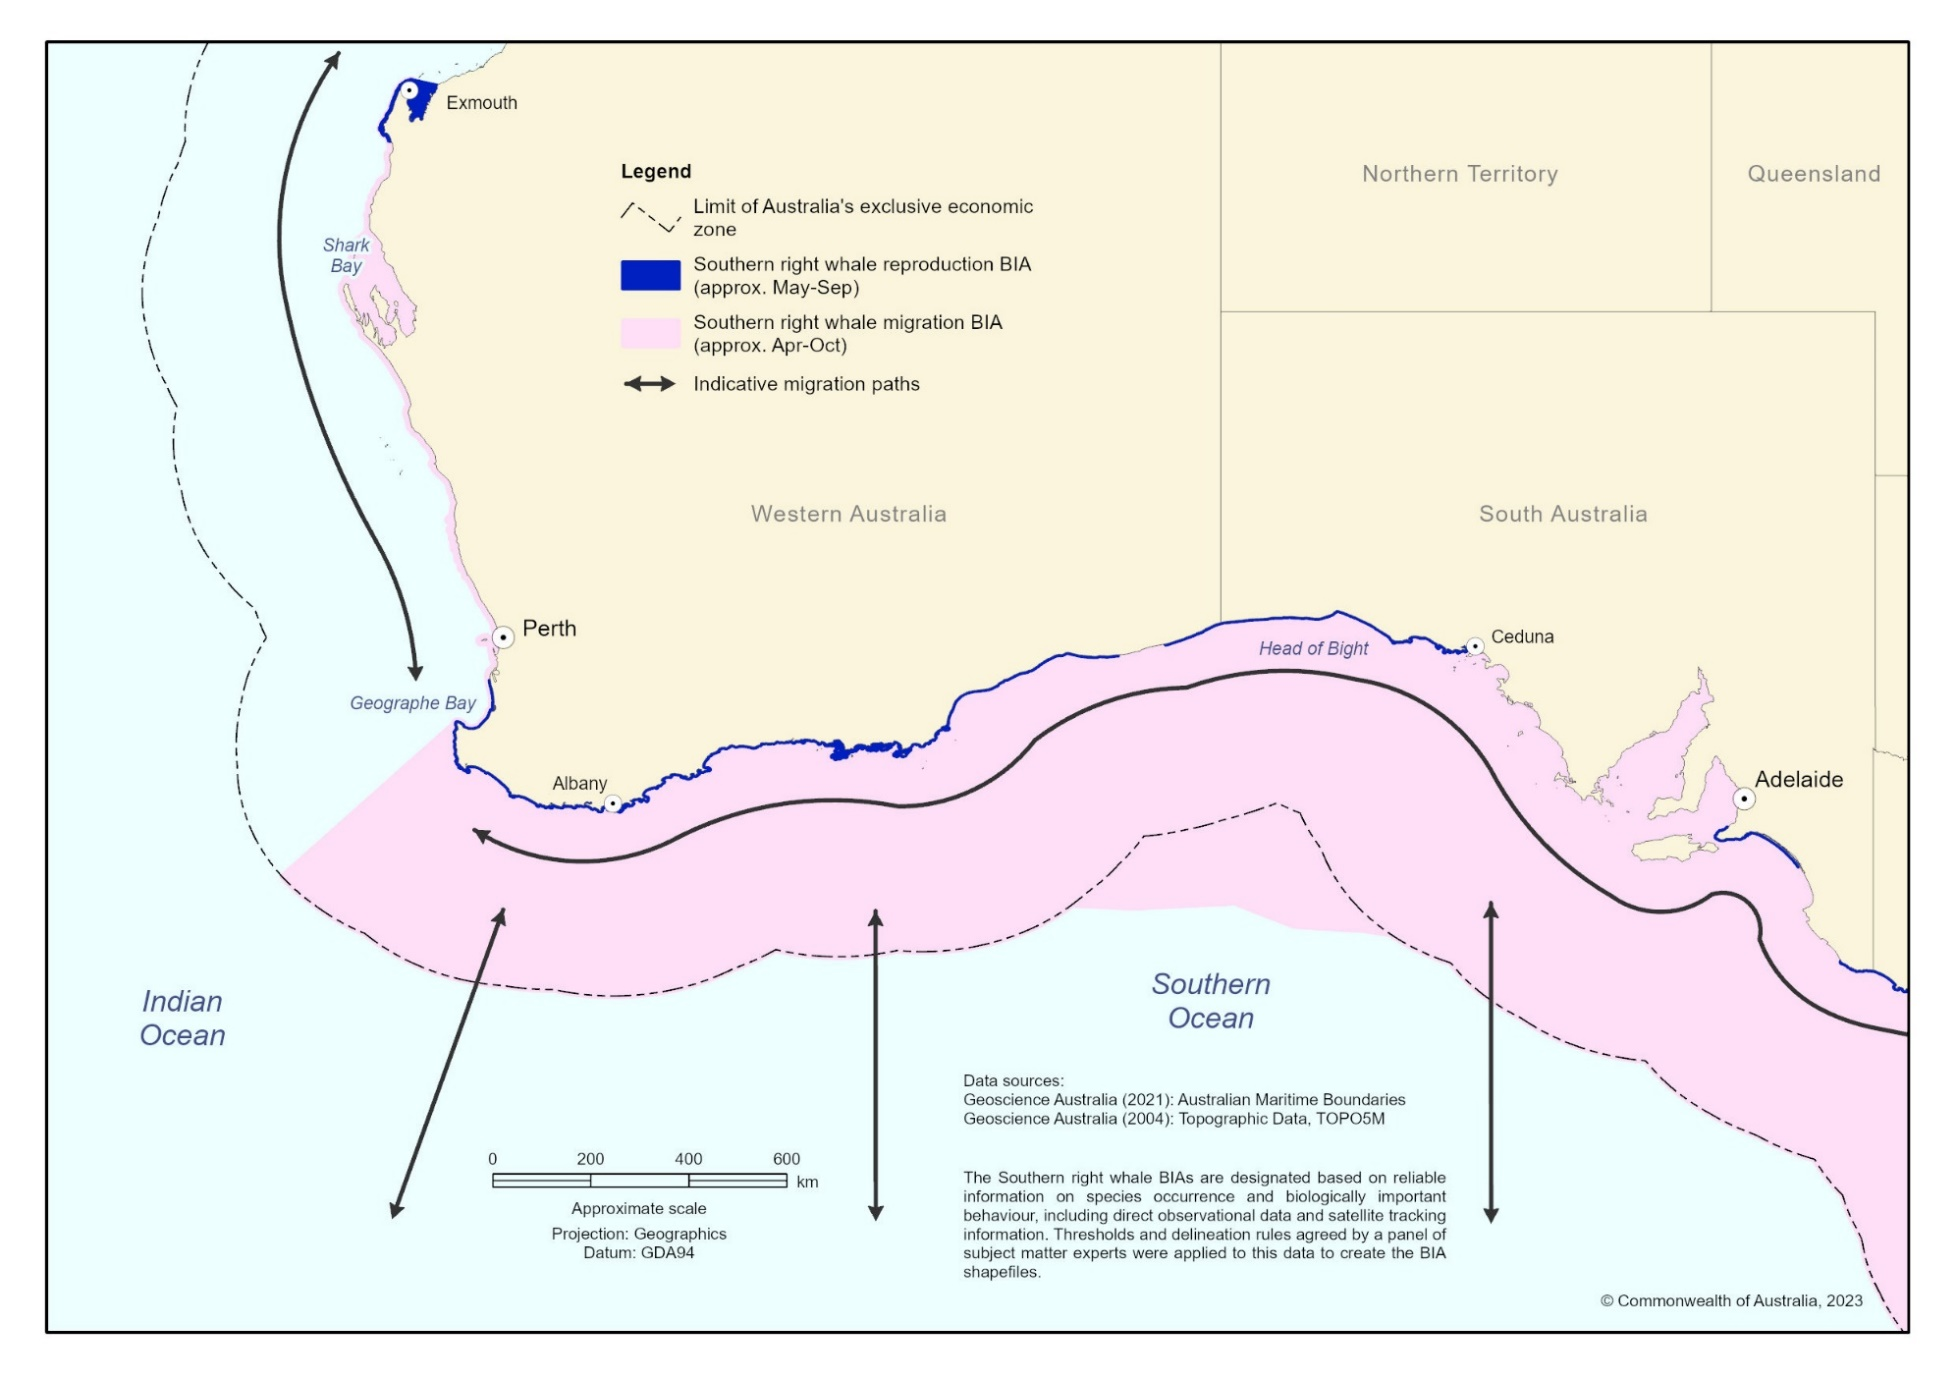 Exmouth
Legend
Limit of Australia's exclusive economic
zone
Southern right whale reproduction BIA
(approx. May-Sep)
Southern right whale migration BIA
(approx. Apr-Oct)
Indicative migration paths
Northern Territory
Queensland
Shark
Bay
Western Australia
South Australia
Perth
Geographe Bay
Head of Bight
Ceduna
Albany
Adelaide
Indian
Ocean
Southern
Ocean
Data sources:
Geoscience Australia (2021): Australian Maritime Boundaries
Geoscience Australia (2004): Topographic Data, TOPO5M
0 200 400 600
km
Approximate scale
Projection: Geographics
Datum: GDA94
The Southern right whale BIAs are designated based on reliable
information on species occurrence and biologically important
behaviour, including direct observational data and satellite tracking
information. Thresholds and delineation rules agreed by a panel of
subject matter experts were applied to this data to create the BIA
shapefiles.
© Commonwealth of Australia, 2023